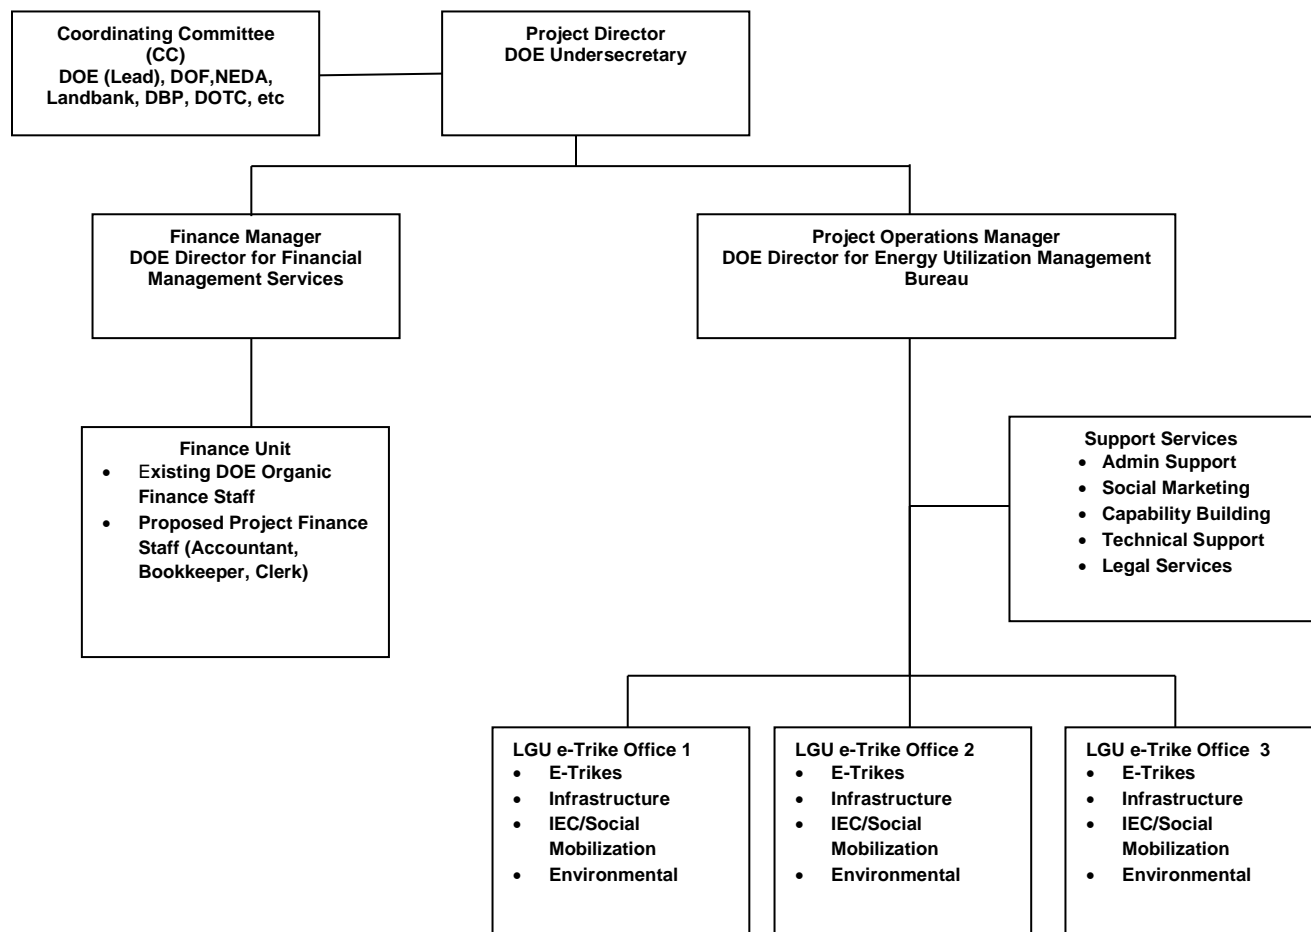 Coordinating Committee
(CC)
DOE (Lead), DOF,NEDA,
Landbank, DBP, DOTC, etc
Project Director
DOE Undersecretary
Finance Manager
DOE Director for Financial
Management Services
Project Operations Manager
DOE Director for Energy Utilization Management
Bureau
Finance Unit
• Existing DOE Organic
Finance Staff
• Proposed Project Finance
Staff (Accountant,
Bookkeeper, Clerk)
Support Services
• Admin Support
• Social Marketing
• Capability Building
• Technical Support
• Legal Services
LGU e-Trike Office 1
• E-Trikes
• Infrastructure
• IEC/Social
Mobilization
• Environmental
LGU e-Trike Office 2
• E-Trikes
• Infrastructure
• IEC/Social
Mobilization
• Environmental
LGU e-Trike Office 3
• E-Trikes
• Infrastructure
• IEC/Social
Mobilization
• Environmental